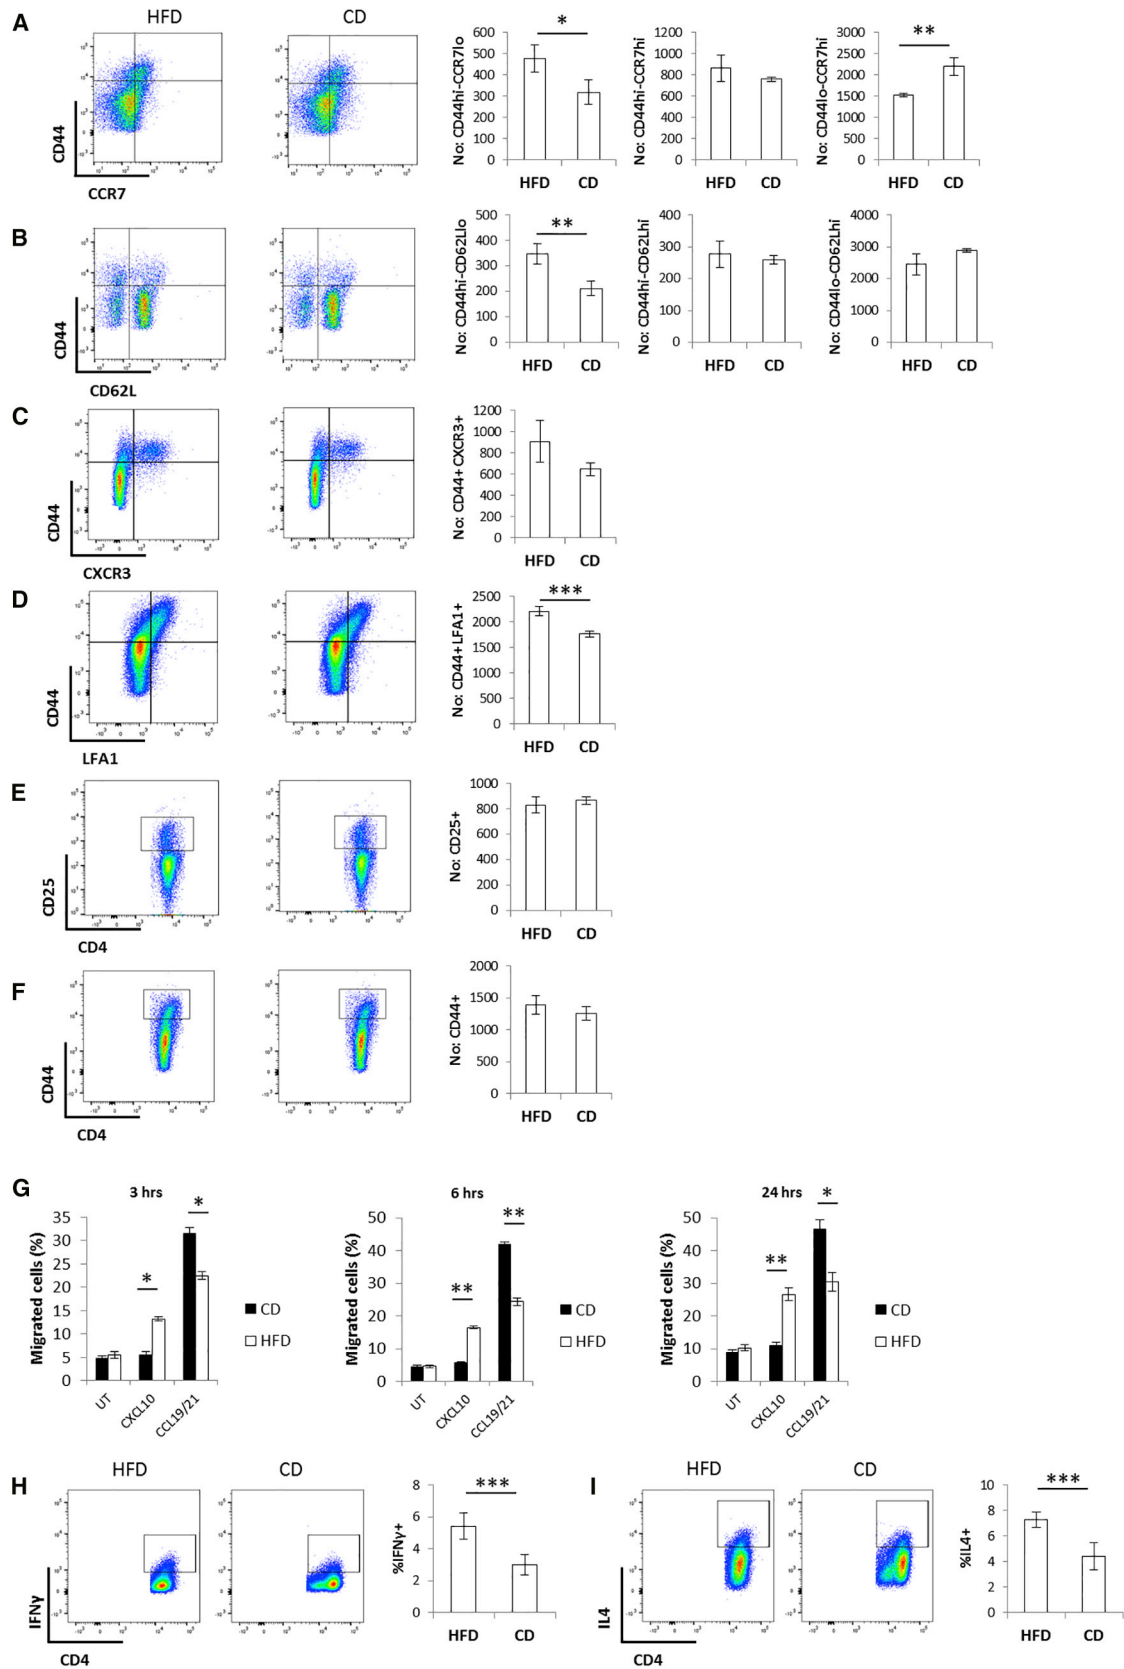 A HFD CD
CD44
CCR7
No: CD44hi-CCR7lo
600
500
400
300
200
100
0
HFD CD
*
No: CD44hi-CCR7hi
1200
1000
800
600
400
200
0
HFD CD
No: CD44lo-CCR7hi
3000
2500
2000
1500
1000
500
0
HFD CD
**
B
CD44
CD62L
No: CD44hi-CD62Llo
500
400
300
200
100
0
HFD CD
**
No: CD44hi-CD62Lhi
400
300
200
100
0
HFD CD
No: CD44lo-CD62Lhi
4000
3000
2000
1000
0
HFD CD
C
CD44
CXCR3
No: CD44+CXCR3+
1200
1000
800
600
400
200
0
HFD CD
D
CD44
LFA1
No: CD44+LFA1+
2500
2000
1500
1000
500
0
HFD CD
***
E
CD25
CD4
No: CD25+
1000
800
600
400
200
0
HFD CD
F
CD44
CD4
No: CD44+
2000
1500
1000
500
0
HFD CD
G
3 hrs
Migrated cells (%)
35
30
25
20
15
10
5
0
* *
UT CXCL10 CCL19/21
CD
HFD
6 hrs
Migrated cells (%)
50
40
30
20
10
0
** **
UT CXCL10 CCL19/21
CD
HFD
24 hrs
Migrated cells (%)
50
40
30
20
10
0
** *
UT CXCL10 CCL19/21
CD
HFD
H HFD CD
IFNγ
CD4
%IFNγ+
8
6
4
2
0
HFD CD
***
I HFD CD
IL4
CD4
%IL4+
10
8
6
4
2
0
HFD CD
***